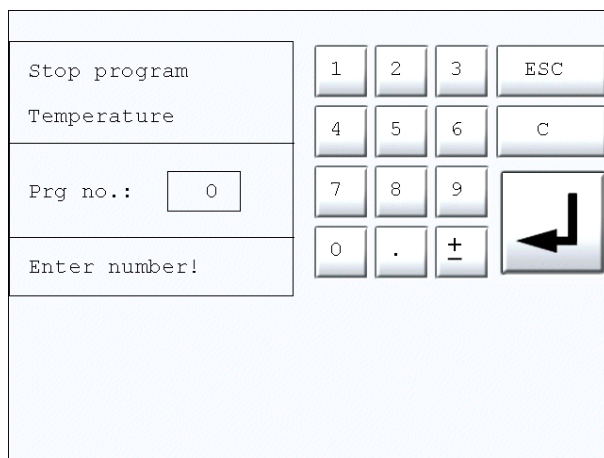 Stop program
Temperature
Prg no.: 0
Enter number!
1 2 3 ESC
4 5 6 C
7 8 9
0 . ±